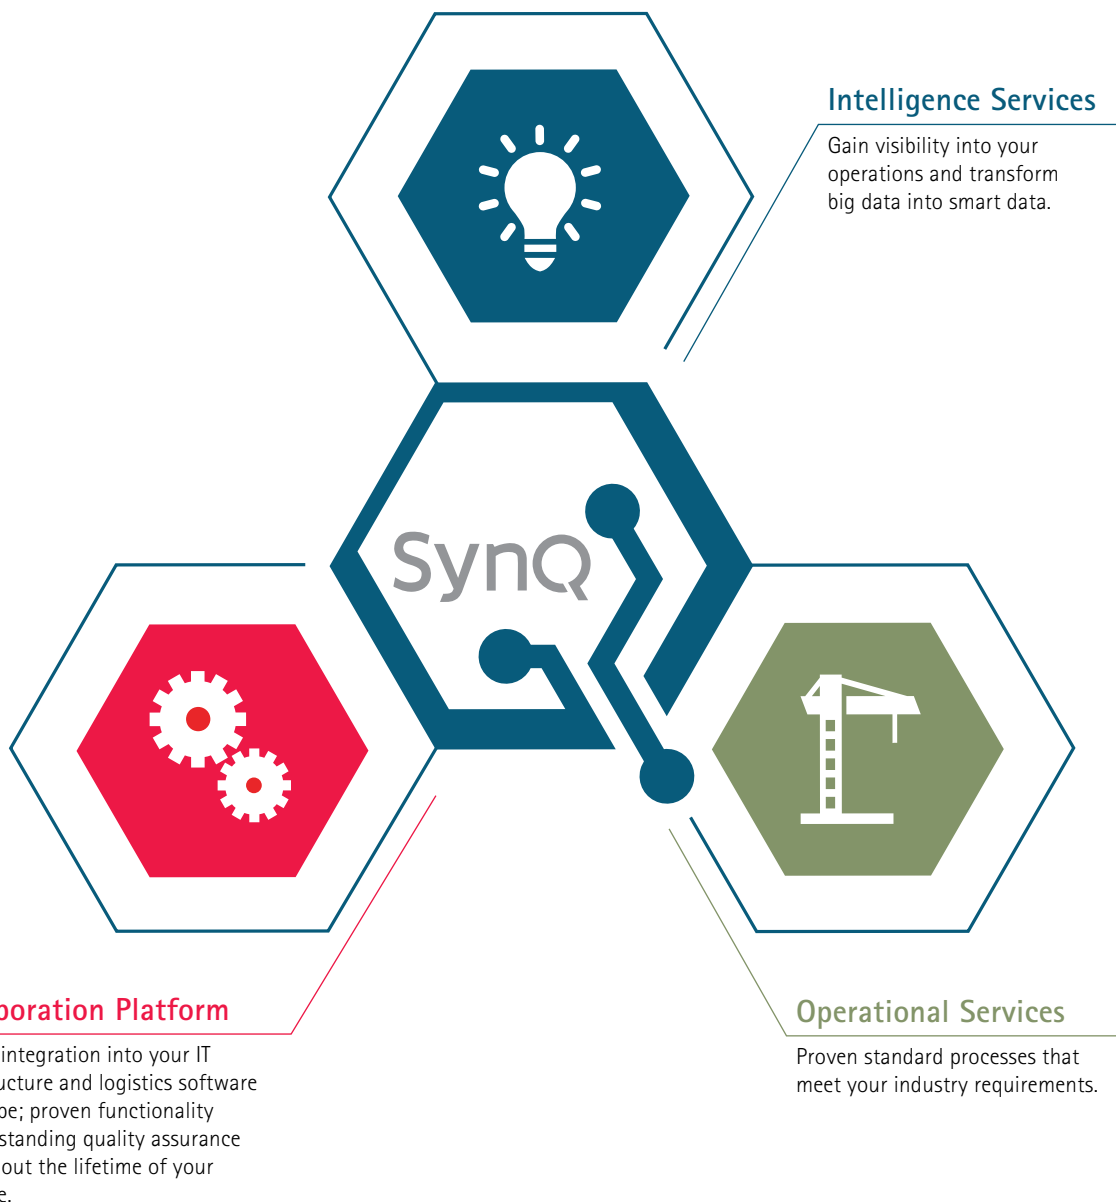 Intelligence Services
Gain visibility into your
operations and transform
big data into smart data.
SynQ
boration Platform
integration into your IT
ucture and logistics software
pe; proven functionality
standing quality assurance
out the lifetime of your
e.
Operational Services
Proven standard processes that
meet your industry requirements.